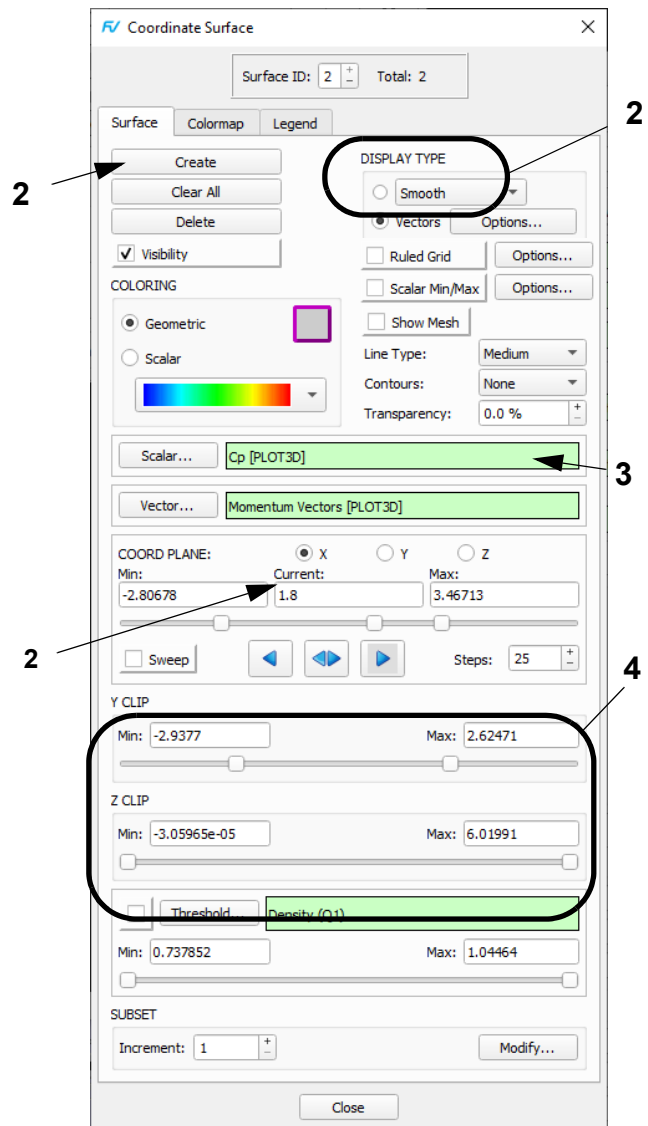 FV Coordinate Surface
Surface ID: 2 Total: 2
2
Surface Colormap Legend
Create
DISPLAY TYPE
2
Clear All
Smooth
Delete
Vectors Options...
Visibility
Ruled Grid Options...
COLORING
Scalar Min/Max Options...
Geometric
Show Mesh
Scalar
Line Type: Medium
Contours: None
Transparency: 0.0 %
Scalar... Cp [PLOT3D]
3
Vector... Momentum Vectors [PLOT3D]
COORD PLANE: X Y Z
Min: Current: Max:
-2.80678 1.8 3.46713
2
Sweep Steps: 25
4
Y CLIP
Min: -2.9377 Max: 2.62471
Z CLIP
Min: -3.05965e-05 Max: 6.01991
Threshold... Density (Q1)
Min: 0.737852 Max: 1.04464
SUBSET
Increment: 1 Modify...
Close